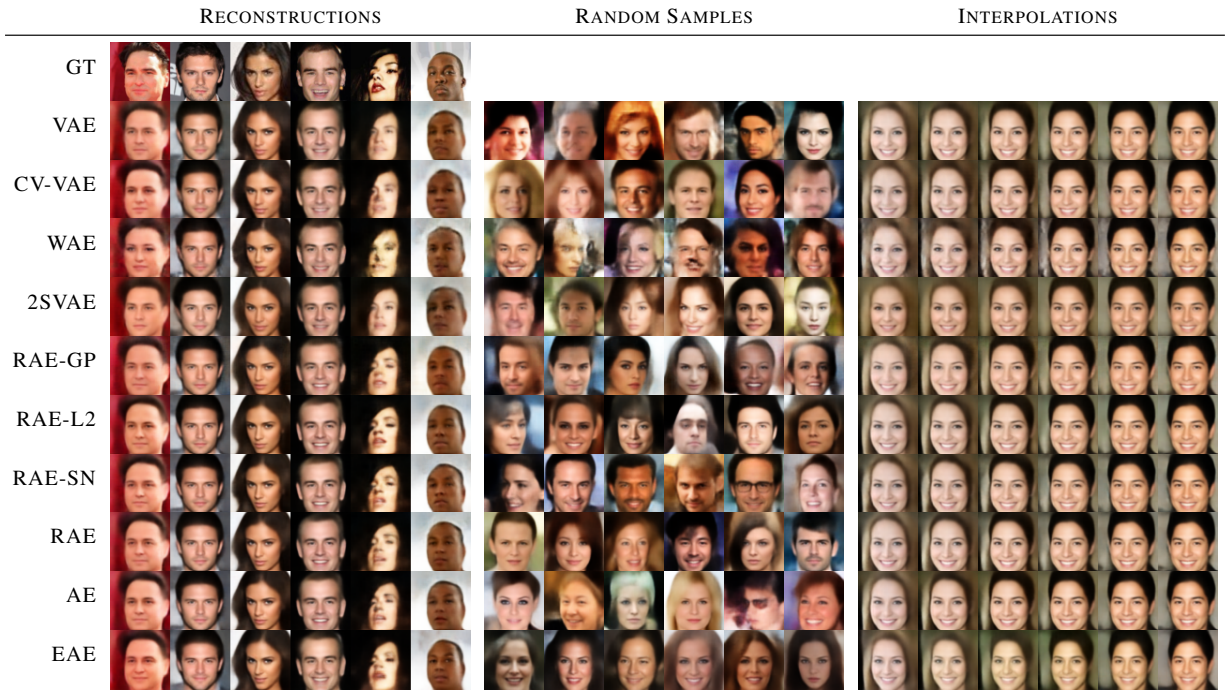 RECONSTRUCTIONS RANDOM SAMPLES INTERPOLATIONS
GT
VAE
CV-VAE
WAE
2SVAE
RAE-GP
RAE-L2
RAE-SN
RAE
AE
EAE